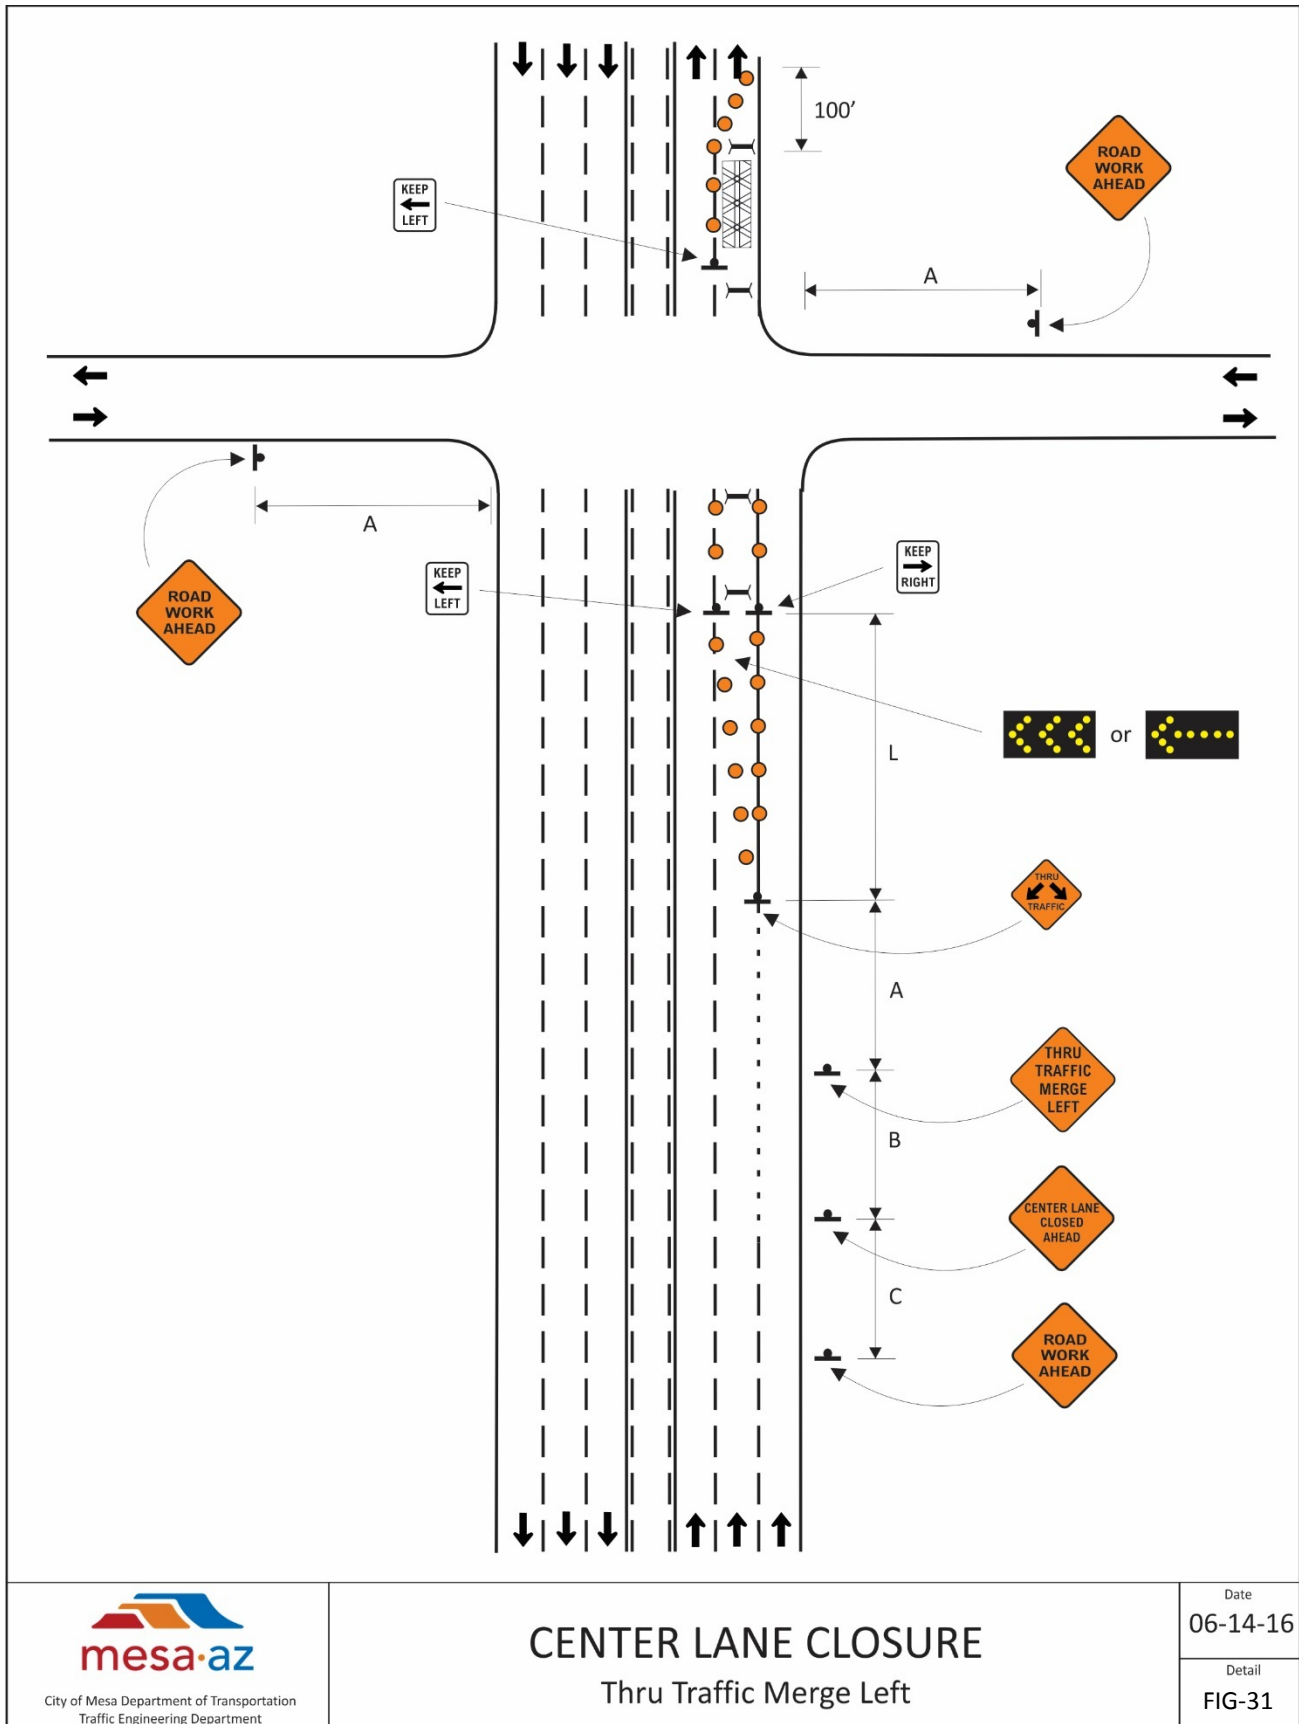 100’
ROAD
WORK
AHEAD
KEEP
LEFT
A
A
ROAD
WORK
AHEAD
KEEP
LEFT
KEEP
RIGHT
L
or
THRU
TRAFFIC
A
THRU
TRAFFIC
MERGE
LEFT
B
CENTER LANE
CLOSED
AHEAD
C
ROAD
WORK
AHEAD
mesa·az
City of Mesa Department of Transportation
Traffic Engineering Department
CENTER LANE CLOSURE
Thru Traffic Merge Left
Date
06-14-16
Detail
FIG-31